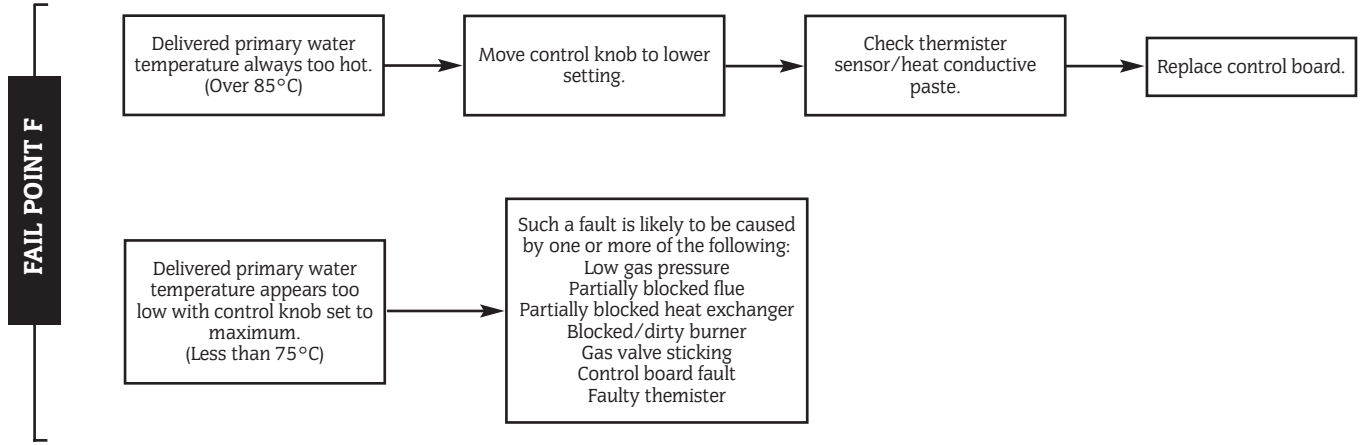 FAIL POINT F
Delivered primary water
temperature always too hot.
(Over 85°C)
Move control knob to lower
setting.
Check thermister
sensor/heat conductive
paste.
Replace control board.
Delivered primary water
temperature appears too
low with control knob set to
maximum.
(Less than 75°C)
Such a fault is likely to be caused
by one or more of the following:
Low gas pressure
Partially blocked flue
Partially blocked heat exchanger
Blocked/dirty burner
Gas valve sticking
Control board fault
Faulty themister